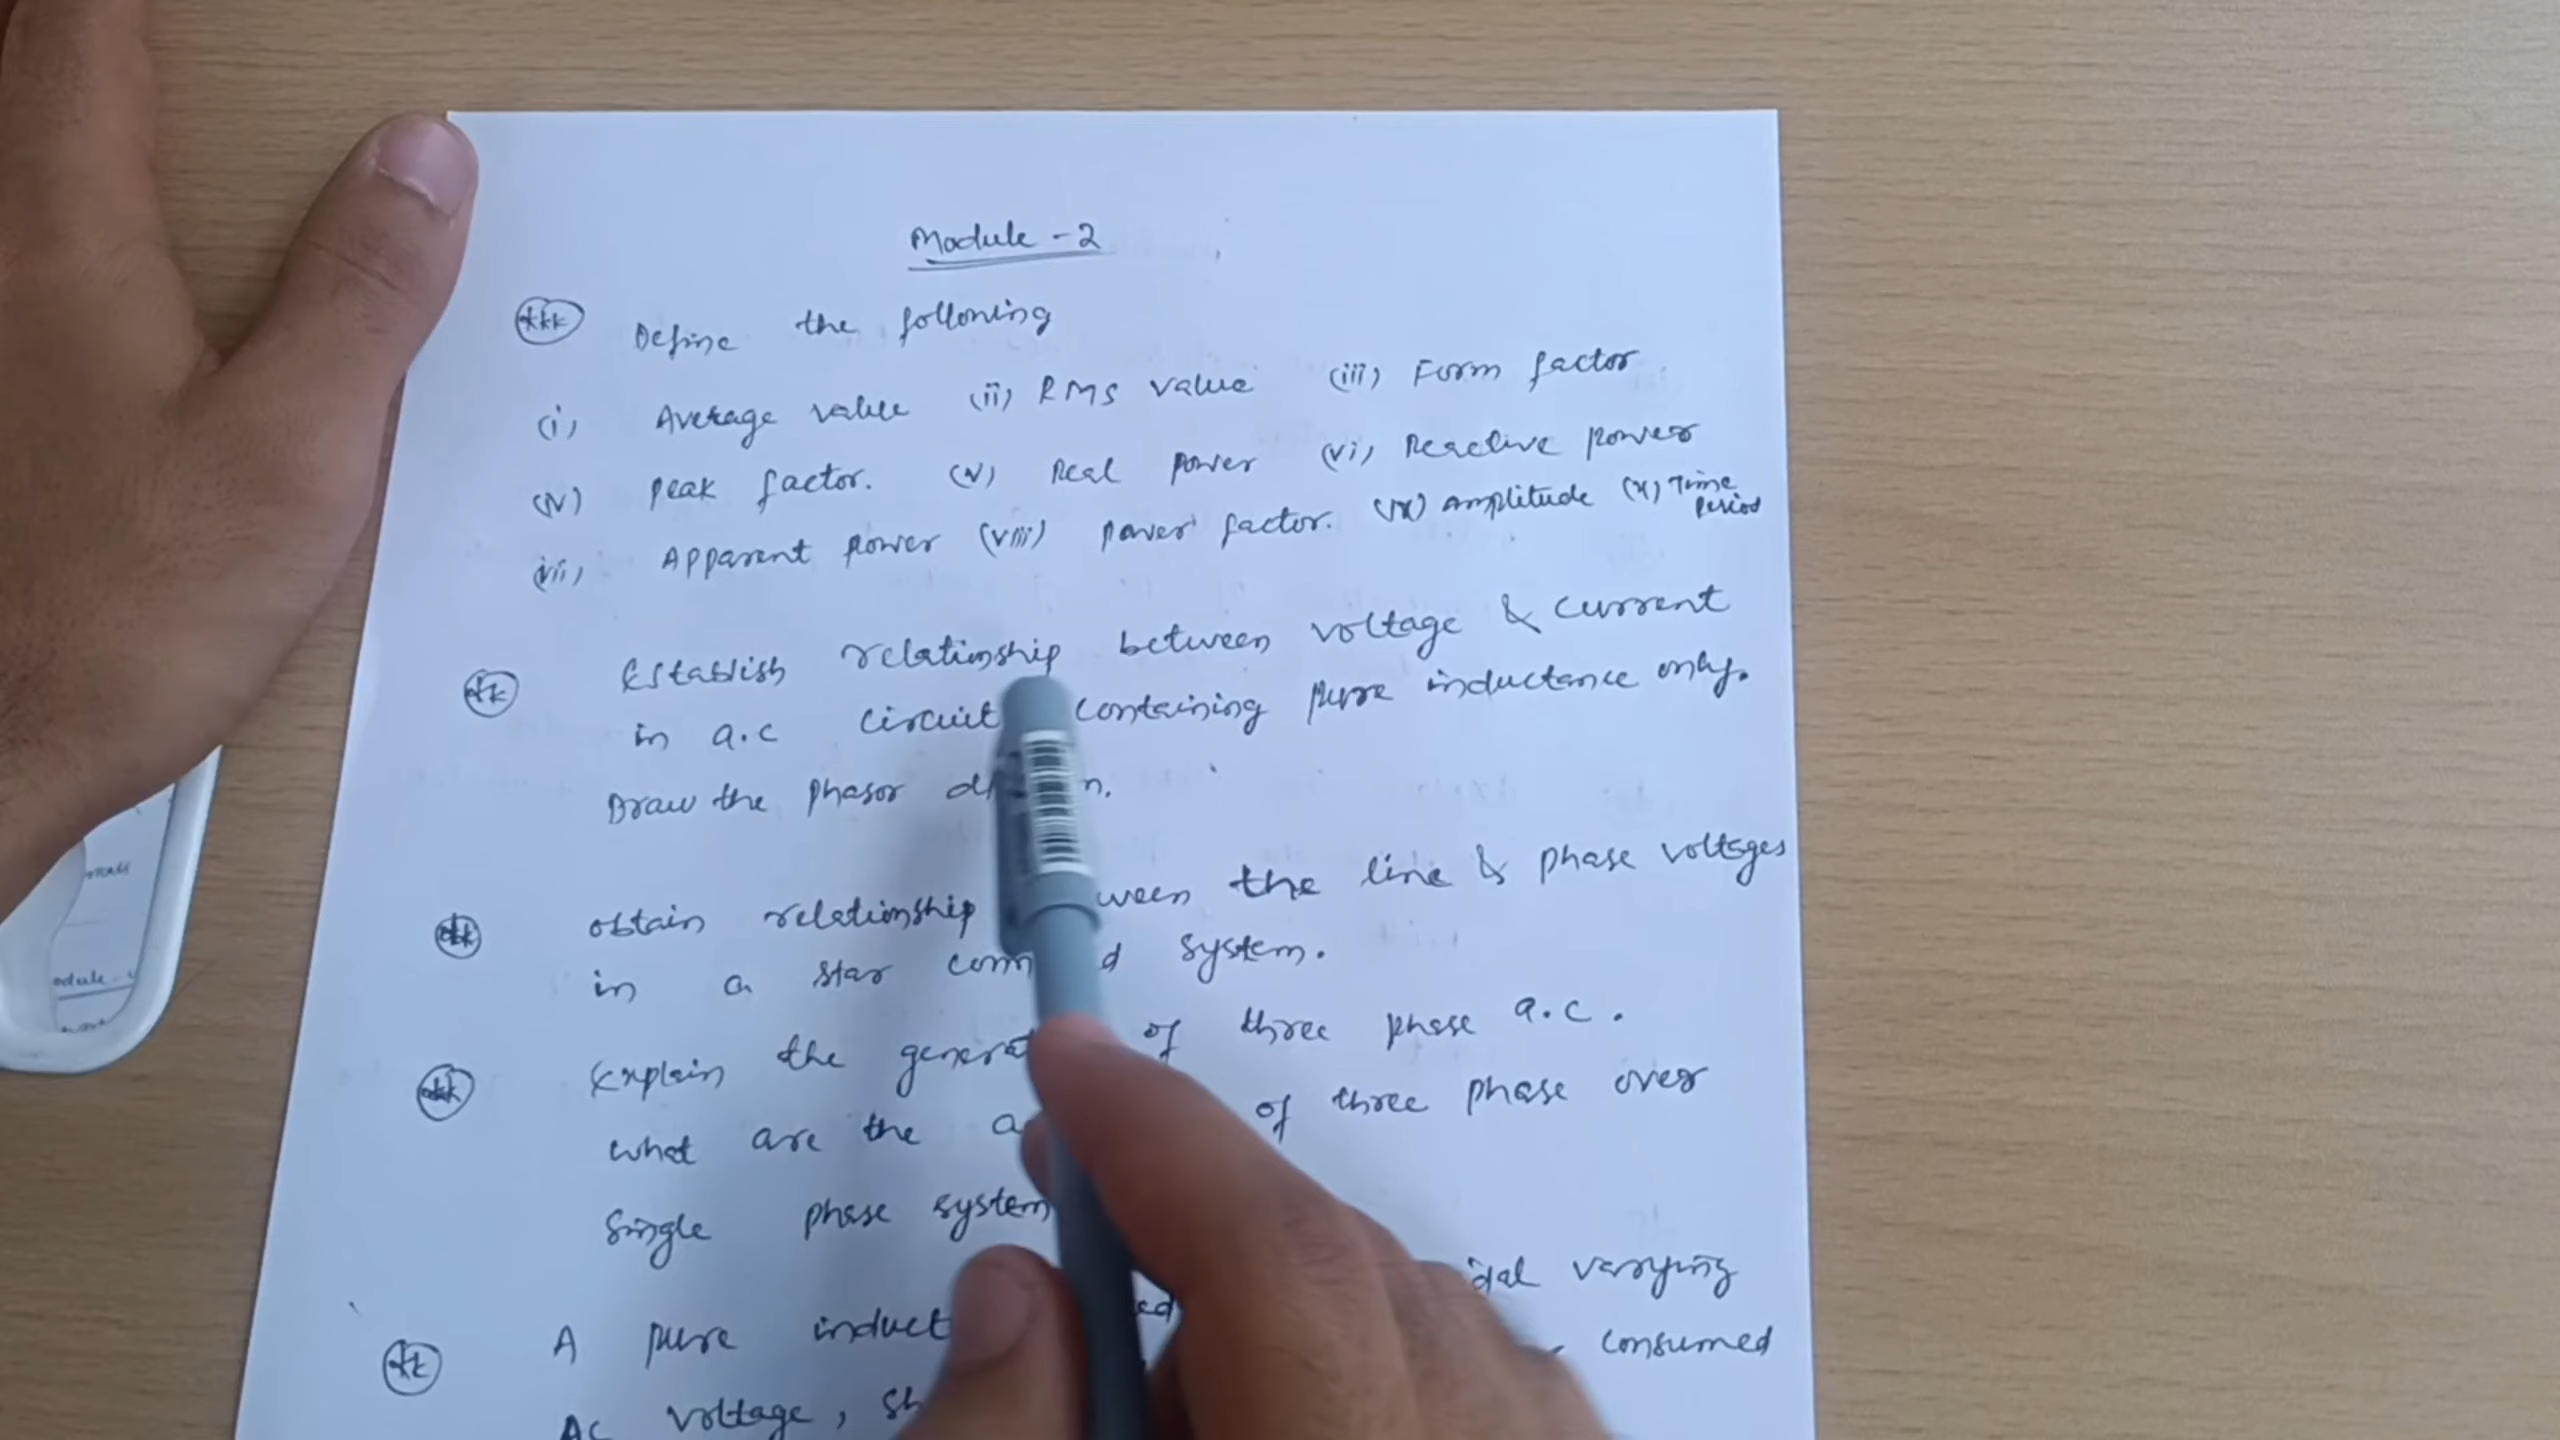 Module - 2
Define the following
(i) Average value (ii) RMS value (iii) Form factor
(iv) Peak factor. (v) Real power (vi) Reactive power
(vii) Apparent power (viii) power factor. (ix) amplitude (x) Time Period
Establish relationship between voltage & current
in a.c circuit containing pure inductance only.
Draw the phasor
obtain relationship the line & phase voltages
in a star system.
Explain the of three phase a.c.
what are the of three phase over
single phase system
A pure varying
consumed
AC voltage,